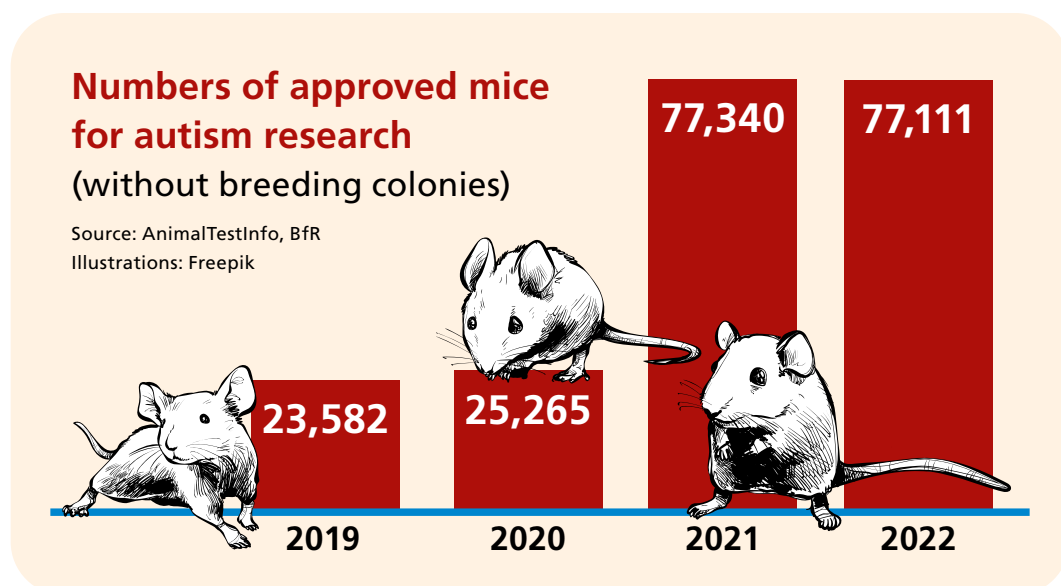 Numbers of approved mice
for autism research
(without breeding colonies)
Source: AnimalTestInfo, BfR
Illustrations: Freepik
23,582
25,265
77,340
77,111
2019
2020
2021
2022